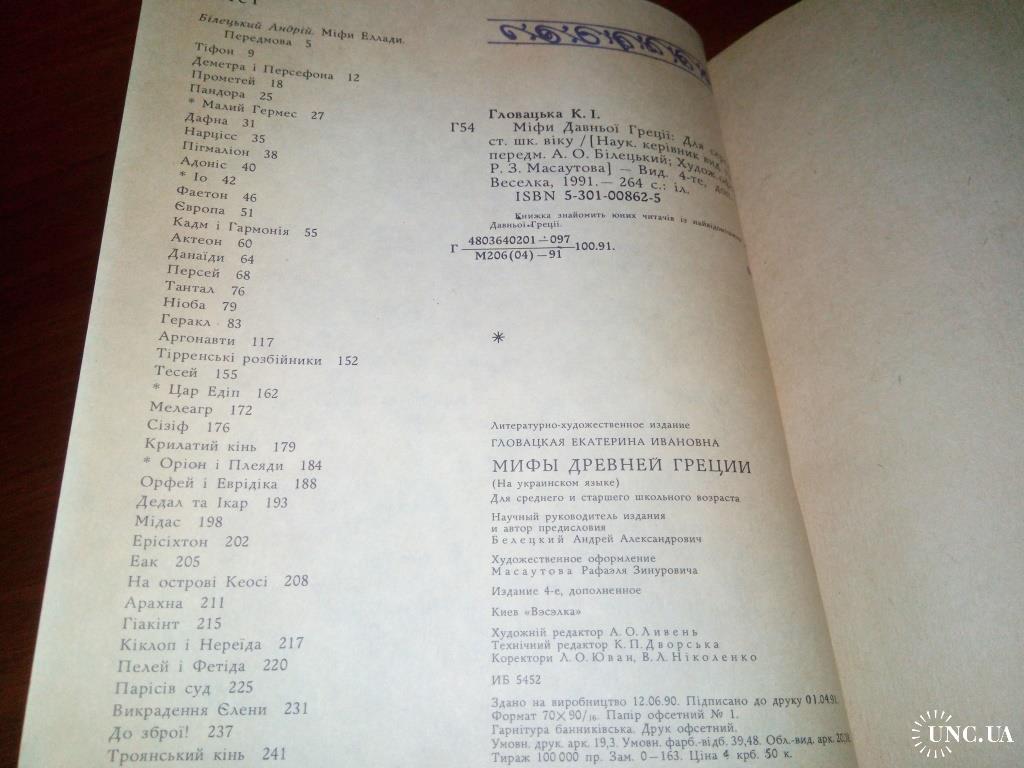 Білецький Андрій. Міфи Еллади.
Передмова 5
Тіфон 9
Деметра і Персефона 12
Прометей 18
Пандора 25
* Малий Гермес 27
Дафна 31
Нарцісс 35
Пігмаліон 38
Адоніс 40
* Іо 42
Фаетон 46
Європа 51
Кадм і Гармонія 55
Актеон 60
Данаїди 64
Персей 68
Тантал 76
Ніоба 79
Геракл 83
Аргонавти 117
Тірренські розбійники 152
Тесей 155
* Цар Едіп 162
Мелеагр 172
Сізіф 176
Крилатий кінь 179
* Оріон і Плеяди 184
Орфей і Еврідіка 188
Дедал та Ікар 193
Мідас 198
Ерісіхтон 202
Еак 205
На острові Кеосі 208
Арахна 211
Гіакінт 215
Кіклоп і Нереїда 217
Пелей і Фетіда 220
Парісів суд 225
Викрадення Єлени 231
До зброї! 237
Троянський кінь 241
Гловацька К. І.
Г54 Міфи Давньої Греції: Для
ст. шк. віку / [Наук. керівник вид.
передм. А. О. Білецький; Худож.
Р. З. Масаутова] — Вид. 4-те,
Веселка, 1991.— 264 с.: іл.
ISBN 5-301-00862-5
Книжка знайомить юних читачів із
Давньої Греції.
Г 4803640201—097
М206(04)—91 100.91.
*
Литературно-художественное издание
ГЛОВАЦКАЯ ЕКАТЕРИНА ИВАНОВНА
МИФЫ ДРЕВНЕЙ ГРЕЦИИ
(На украинском языке)
Для среднего и старшего школьного возраста
Научный руководитель издания
и автор предисловия
Белецкий Андрей Александрович
Художественное оформление
Масаутова Рафаэля Зинуровича
Издание 4-е, дополненное
Киев «Вэсэлка»
Художній редактор А. О. Ливень
Технічний редактор К. П. Дворська
Коректори Л. О. Юван, В. Л. Ніколенко
ИБ 5452
Здано на виробництво 12.06.90. Підписано до друку 01.04.91.
Формат 70×90/16. Папір офсетний № 1.
Гарнітура банниківська. Друк офсетний.
Умовн. друк. арк. 19,3. Умовн. фарб.-відб. 39,48. Обл.-вид. арк.
Тираж 100 000 пр. Зам. 0—163. Ціна 4 крб. 50 к.
UNC.UA